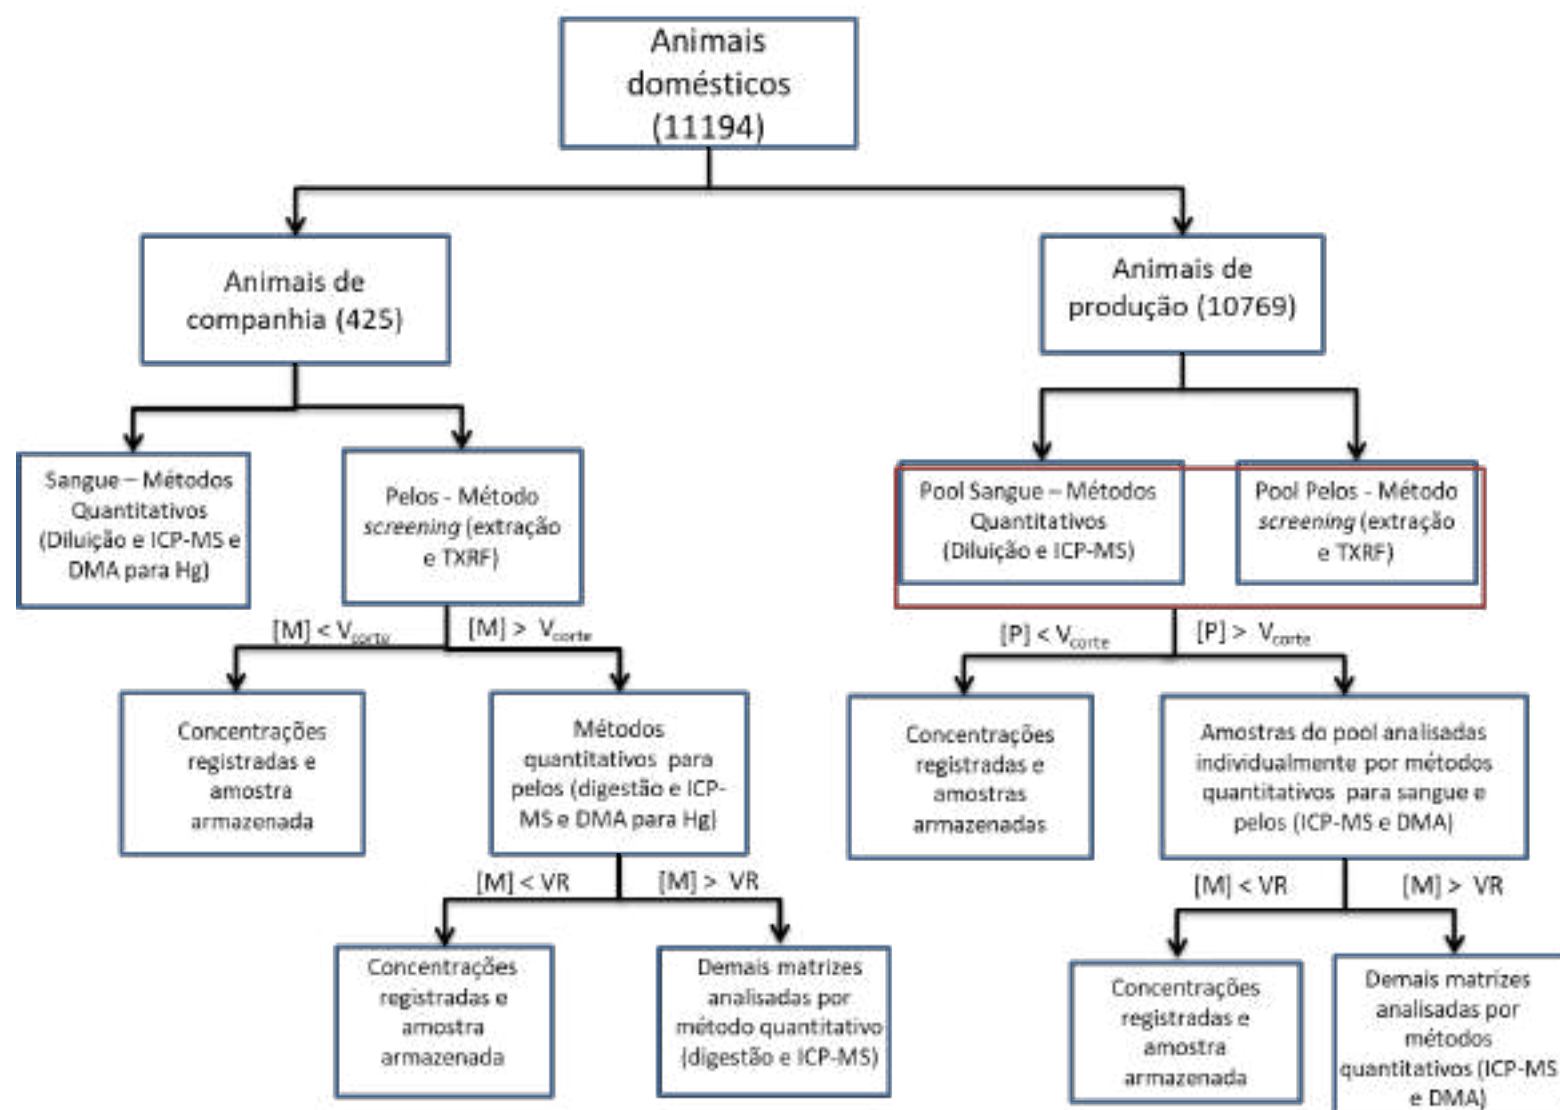 Animais
domésticos
(11194)
Animais de
companhia (425)
Animais de
produção (10769)
Sangue – Métodos
Quantitativos
(Diluição e ICP-MS e
DMA para Hg)
Pelos - Método
screening (extração
e TXRF)
Pool Sangue – Métodos
Quantitativos
(Diluição e ICP-MS)
Pool Pelos - Método
screening (extração
e TXRF)
[M] < Vcorte
[M] > Vcorte
[P] < Vcorte
[P] > Vcorte
Concentrações
registradas e
amostra
armazenada
Métodos
quantitativos para
pelos (digestão e ICP-
MS e DMA para Hg)
Concentrações
registradas e
amostras
armazenadas
Amostras do pool analisadas
individualmente por métodos
quantitativos para sangue e
pelos (ICP-MS e DMA)
[M] < VR
[M] > VR
[M] < VR
[M] > VR
Concentrações
registradas e
amostra
armazenada
Demais matrizes
analisadas por
método quantitativo
(digestão e ICP-MS)
Concentrações
registradas e
amostra
armazenada
Demais matrizes
analisadas por
métodos
quantitativos (ICP-MS
e DMA)